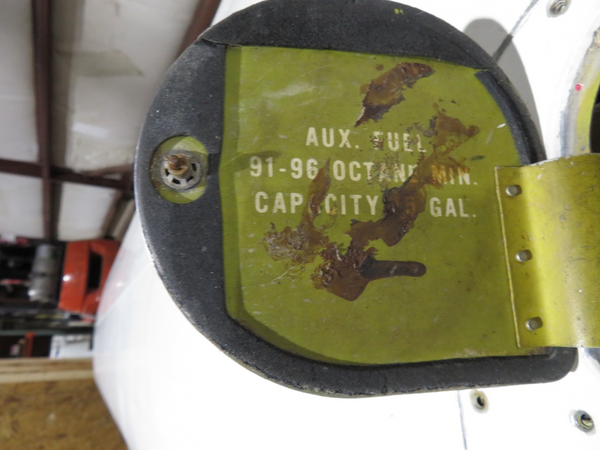 AUX. FUEL
91-96 OCTANE MIN.
CAPACITY GAL.